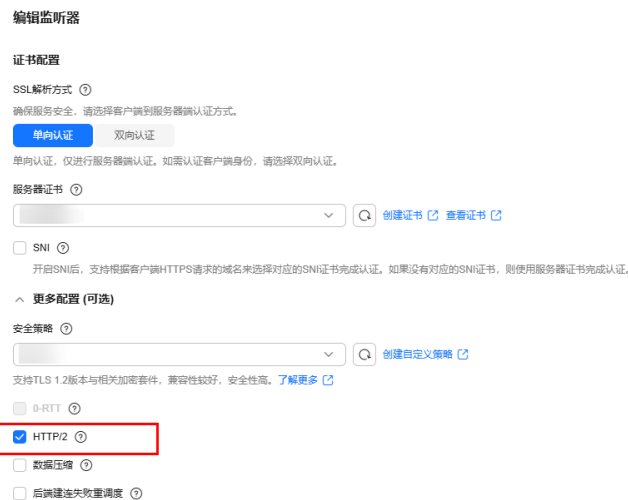 编辑监听器
证书配置
SSL解析方式
确保服务安全，请选择客户端到服务器端认证方式。
单向认证 双向认证
单向认证，仅进行服务器端认证。如需认证客户端身份，请选择双向认证。
服务器证书
创建证书 查看证书
SNI
开启SNI后，支持根据客户端HTTPS请求的域名来选择对应的SNI证书完成认证。如果没有对应的SNI证书，则使用服务器证书完成认证。
更多配置 (可选)
安全策略
创建自定义策略
支持TLS 1.2版本与相关加密套件，兼容性较好，安全性高。了解更多
0-RTT
HTTP/2
数据压缩
后端建连失败重调度